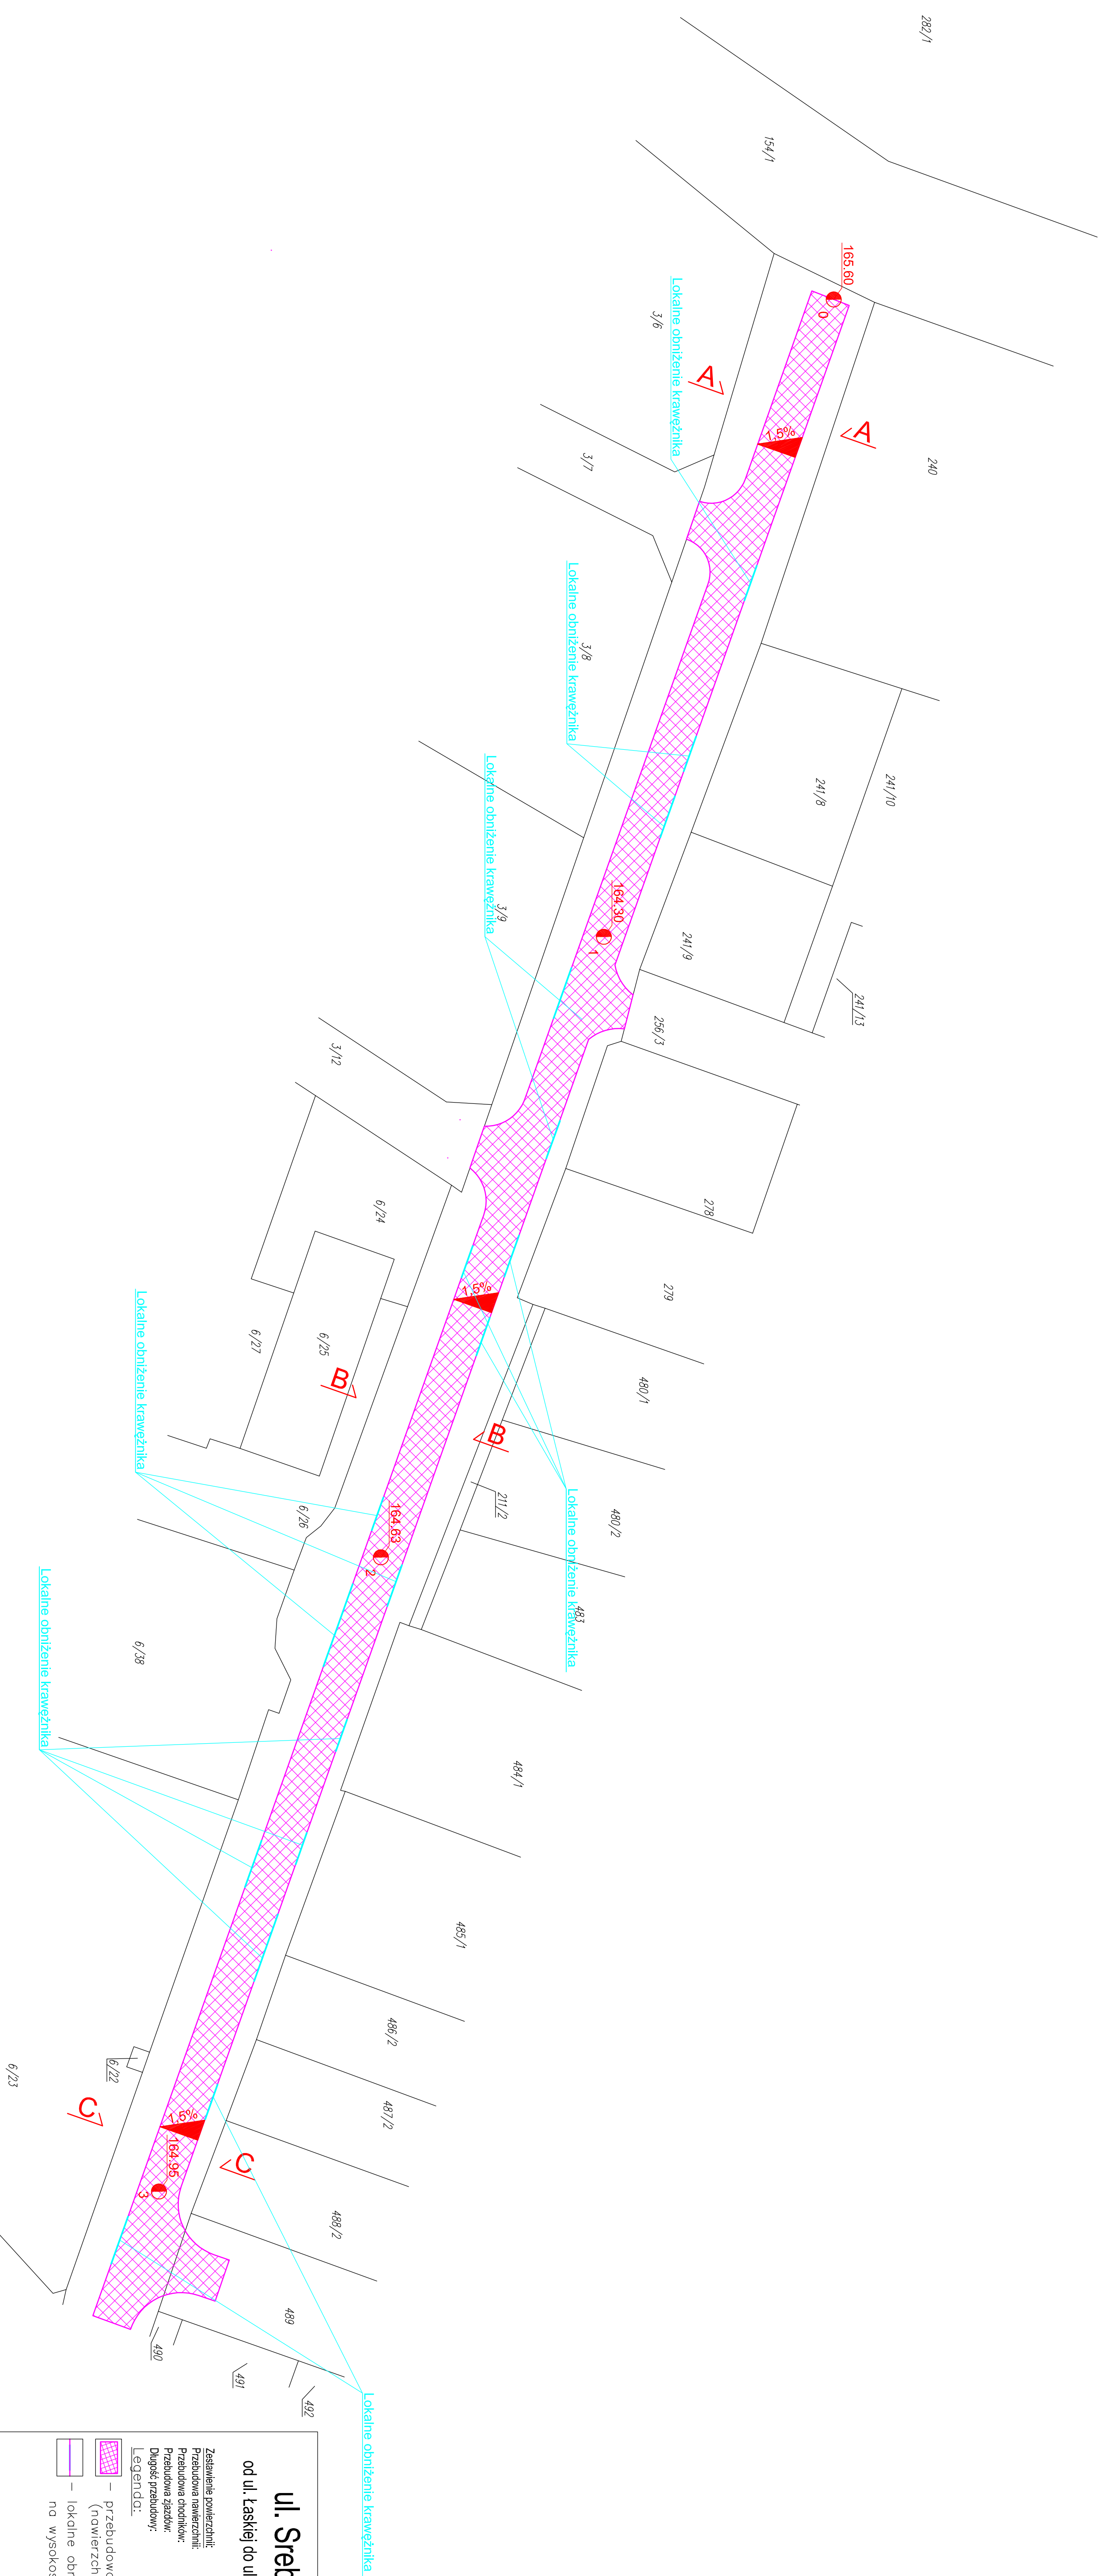 282/1
154/1
165.60
0
Lokalne obniżenie krawężnika
3/6
A
A
1,5%
240
3/7
Lokalne obniżenie krawężnika
3/8
241/10
241/8
Lokalne obniżenie krawężnika
3/9
164.30
1
241/9
241/13
256/3
3/12
278
6/24
279
1,5%
6/27
6/25
B
B
480/1
Lokalne obniżenie krawężnika
211/2
480/2
Lokalne obniżenie krawężnika
483
6/26
164.63
2
6/38
Lokalne obniżenie krawężnika
484/1
485/1
486/2
6/22
6/23
487/2
C
C
1,5%
164.95
3
488/2
489
490
491
492
Lokalne obniżenie krawężnika
ul. Sreb
od ul. Łaskiej do ul
Zestawienie powierzchni:
Przebudowa nawierzchni:
Przebudowa chodników:
Przebudowa zjazdów:
Długość przebudowy:
Legenda:
– przebudowa
(nawierzch
– lokalne obn
na wysokoś